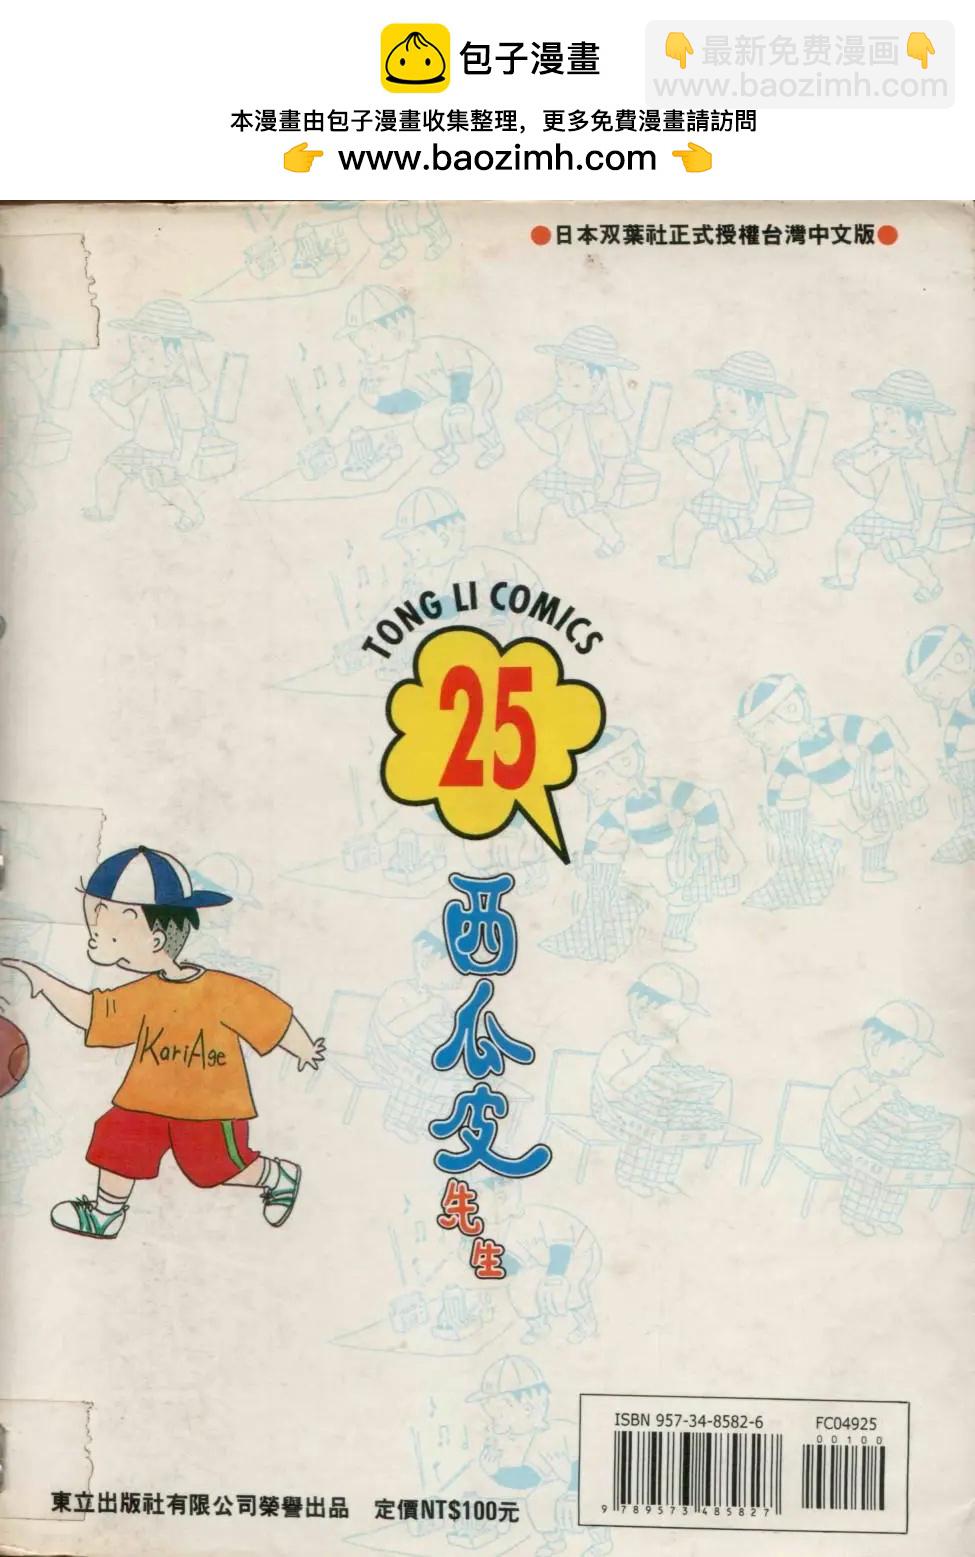 包子漫畫
👇最新免费漫画👇
www.baozimh.com
本漫畫由包子漫畫收集整理，更多免費漫畫請訪問
👉 www.baozimh.com 👈
●日本双葉社正式授權台灣中文版●
TONG LI COMICS
25
西瓜皮
先生
KariAge
ISBN 957-34-8582-6
FC04925
00100
9 789573 485827
東立出版社有限公司榮譽出品 定價NT$100元